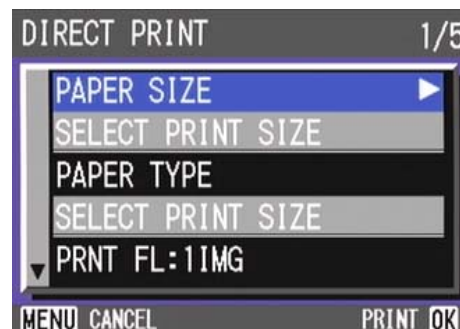 DIRECT PRINT 1/5
PAPER SIZE
SELECT PRINT SIZE
PAPER TYPE
SELECT PRINT SIZE
PRNT FL:1IMG
MENU CANCEL PRINT OK